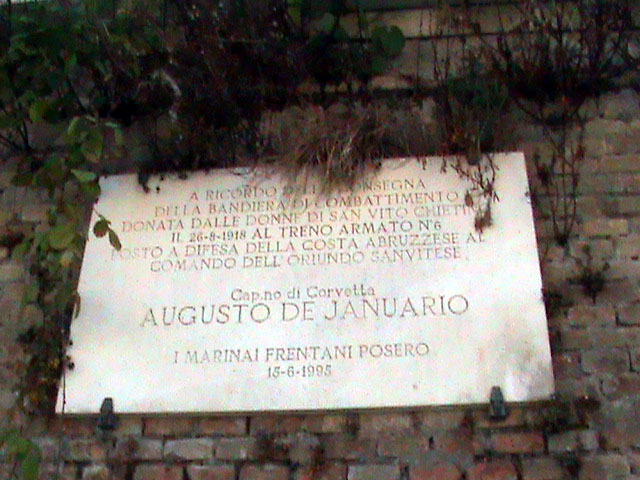 A RICORDO DELLA CONSEGNA
DELLA BANDIERA DI COMBATTIMENTO
DONATA DALLE DONNE DI SAN VITO CHIETINO
IL 26-8-1918 AL TRENO ARMATO N°6
POSTO A DIFESA DELLA COSTA ABRUZZESE AL
COMANDO DELL'ORIUNDO SANVITESE
Cap.no di Corvetta
AUGUSTO DE JANUARIO
I MARINAI FRENTANI POSERO
15-6-1995